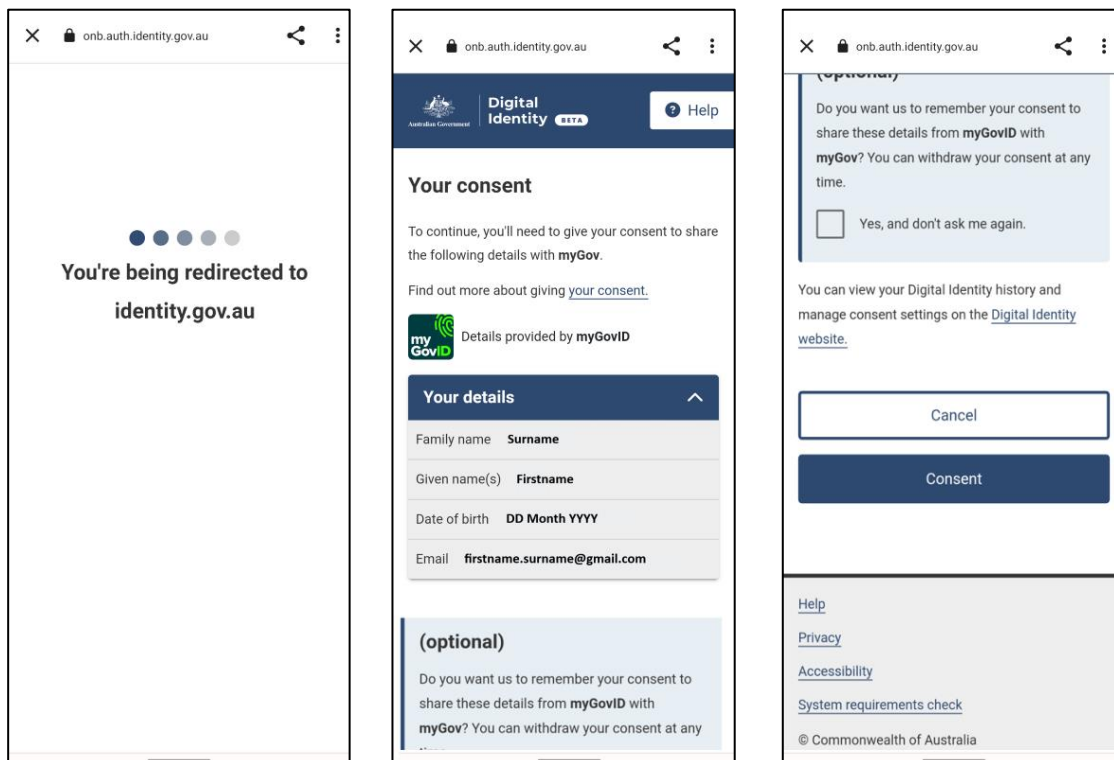 onb.auth.identity.gov.au
You're being redirected to
identity.gov.au
onb.auth.identity.gov.au
Australian Government
Digital
Identity BETA
Help
Your consent
To continue, you'll need to give your consent to share
the following details with myGov.
Find out more about giving your consent.
my
GovID
Details provided by myGovID
Your details
Family name Surname
Given name(s) Firstname
Date of birth DD Month YYYY
Email firstname.surname@gmail.com
(optional)
Do you want us to remember your consent to
share these details from myGovID with
myGov? You can withdraw your consent at any
onb.auth.identity.gov.au
(optional)
Do you want us to remember your consent to
share these details from myGovID with
myGov? You can withdraw your consent at any
time.
Yes, and don't ask me again.
You can view your Digital Identity history and
manage consent settings on the Digital Identity
website.
Cancel
Consent
Help
Privacy
Accessibility
System requirements check
© Commonwealth of Australia